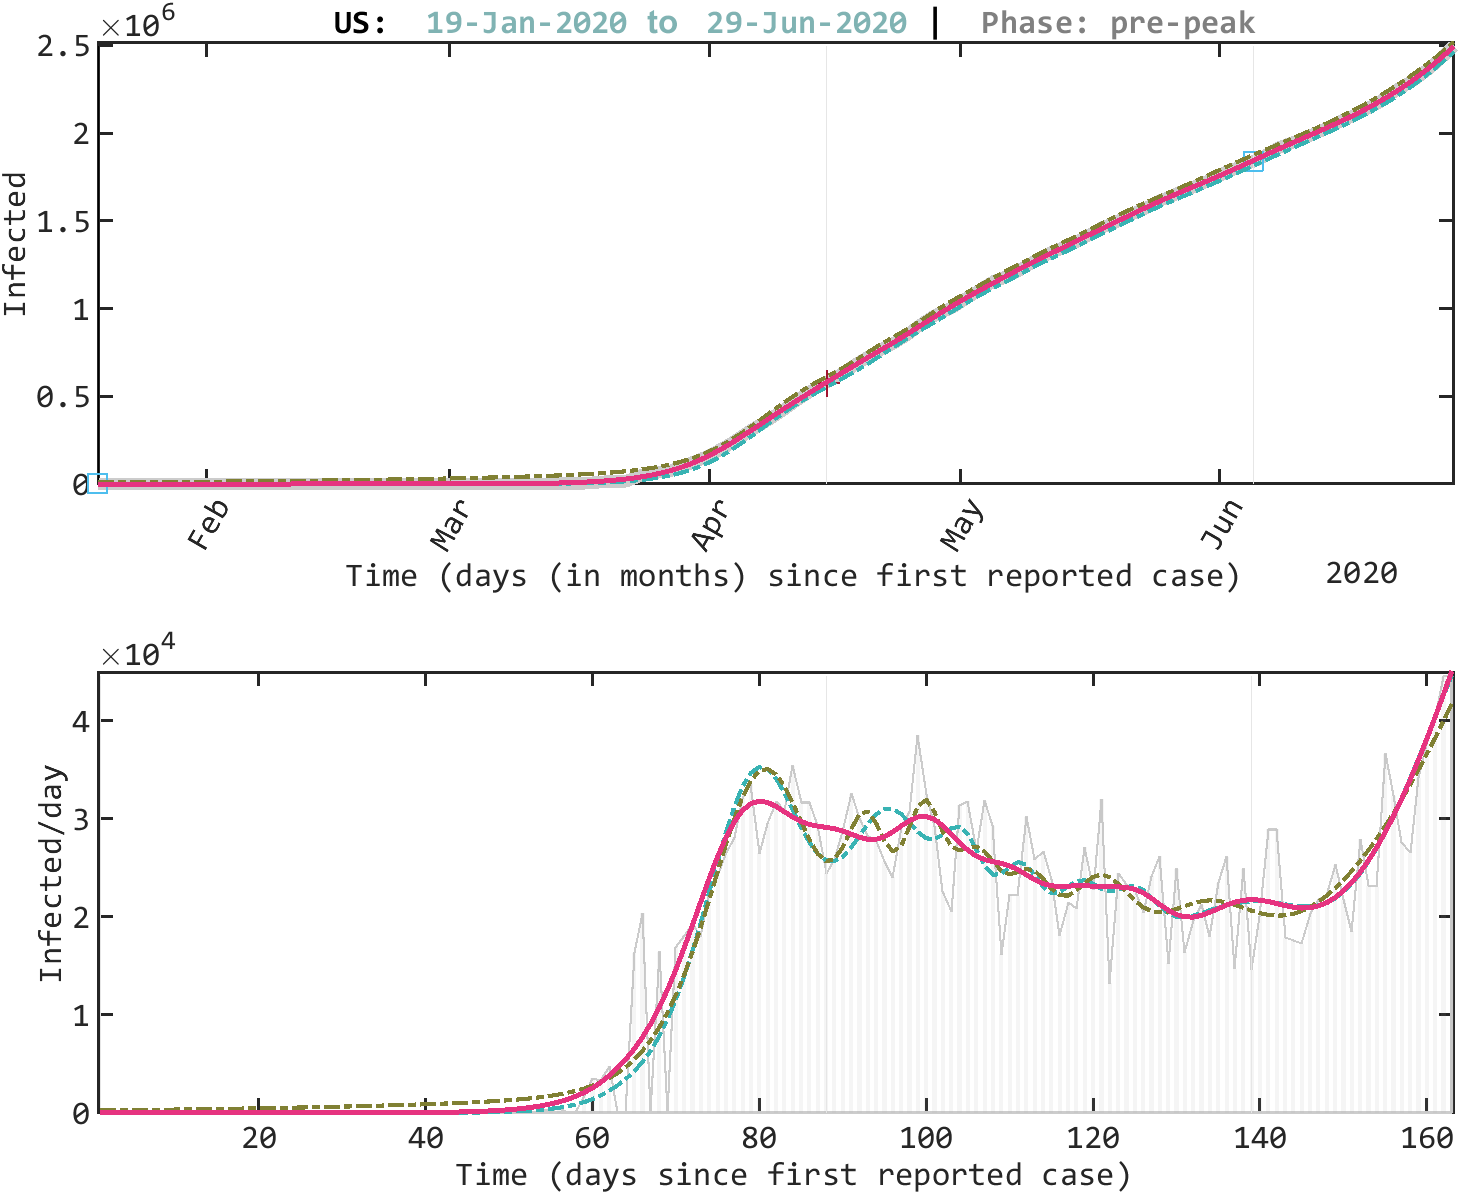 US: 19-Jan-2020 to 29-Jun-2020 | Phase: pre-peak
×10^6
2.5
2
1.5
1
0.5
0
Infected
Feb Mar Apr May Jun
Time (days (in months) since first reported case) 2020
×10^4
4
3
2
1
0
Infected/day
20 40 60 80 100 120 140 160
Time (days since first reported case)